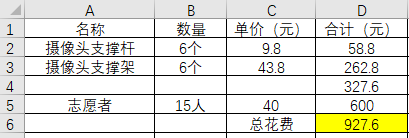 A B C D
1 名称 数量 单价（元） 合计（元）
2 摄像头支撑杆 6个 9.8 58.8
3 摄像头支撑架 6个 43.8 262.8
4 327.6
5 志愿者 15人 40 600
6 总花费 927.6